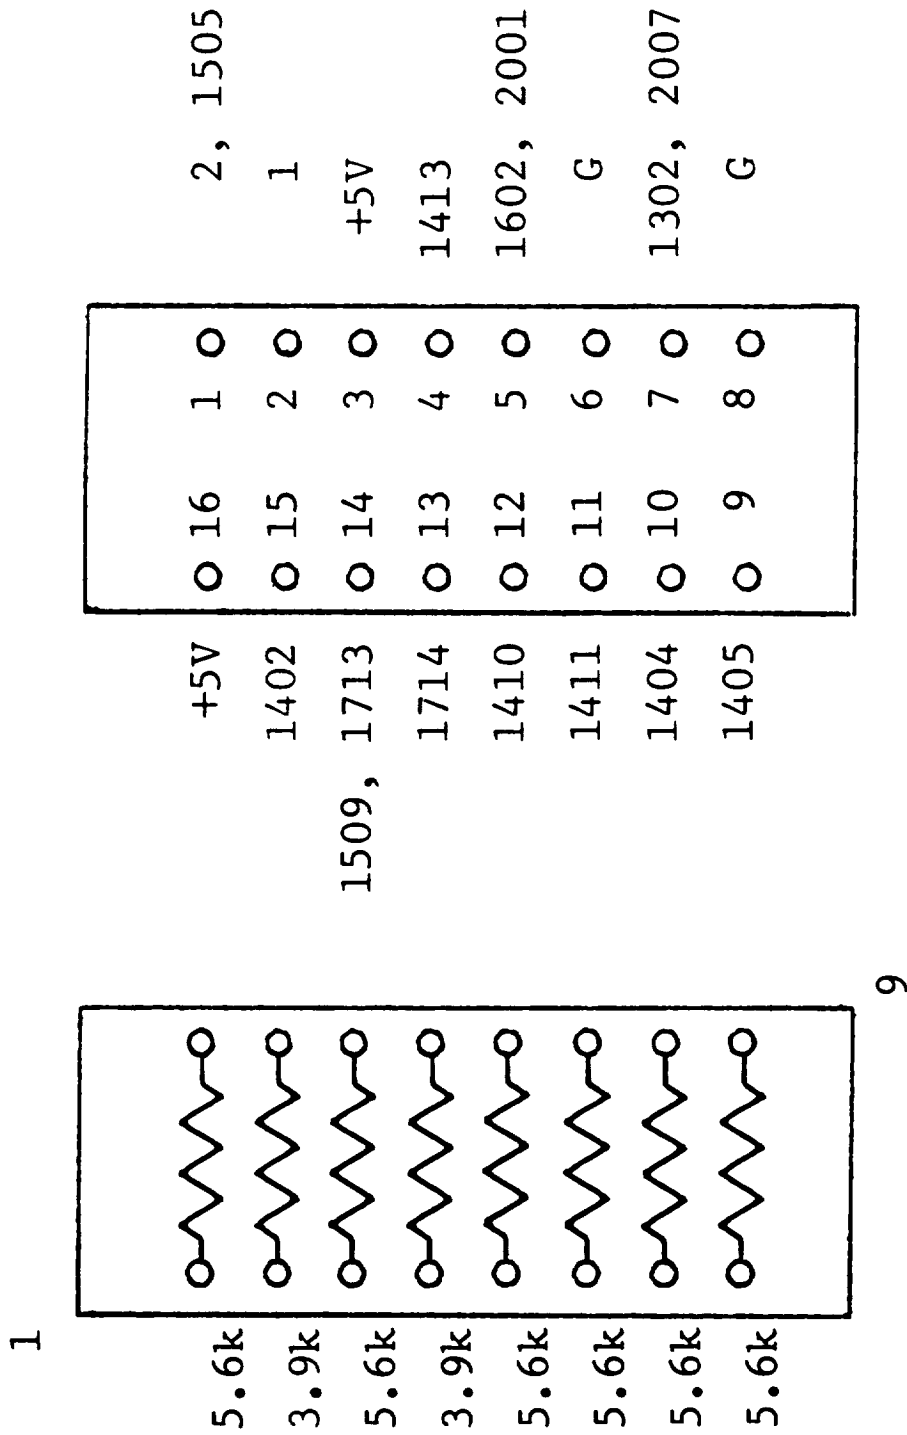 1
5.6k +5V 16 1 2, 1505
3.9k 1402 15 2 1
5.6k 1509, 1713 14 3 +5V
3.9k 1714 13 4 1413
5.6k 1410 12 5 1602, 2001
5.6k 1411 11 6 G
5.6k 1404 10 7 1302, 2007
5.6k 1405 9 8 G
9